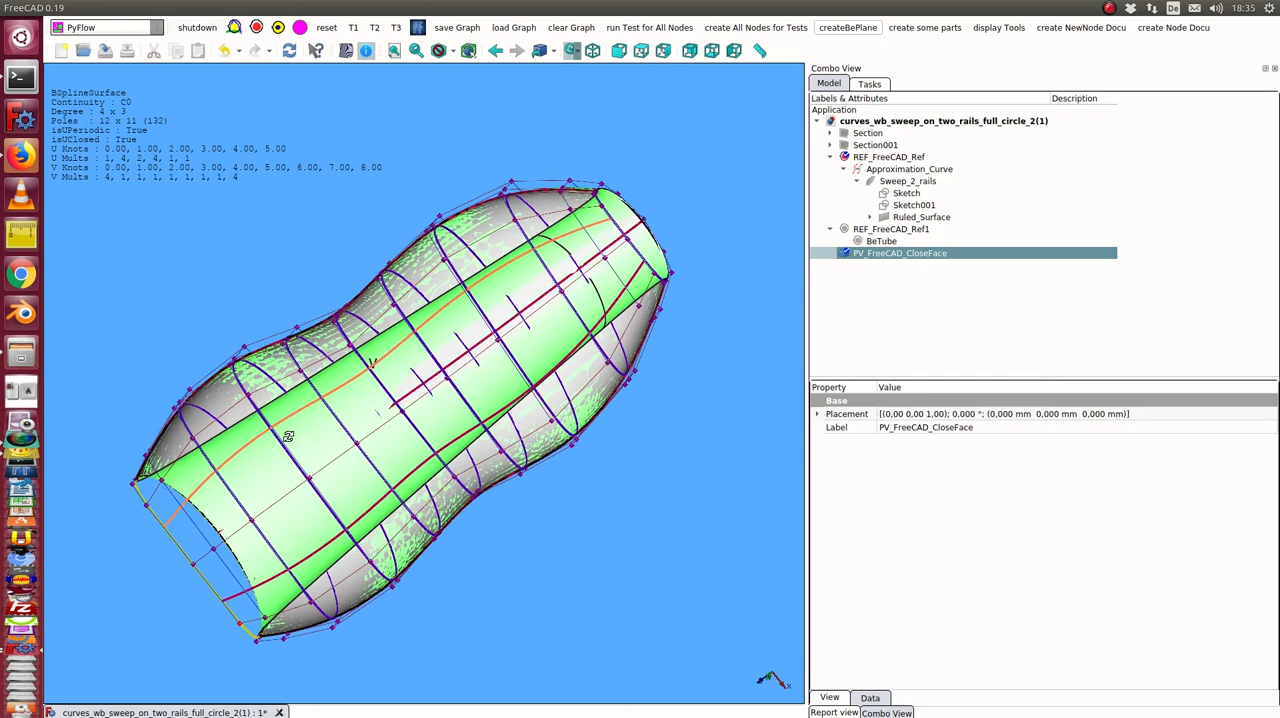 FreeCAD 0.19
De
18:35
PyFlow
shutdown
reset
T1
T2
T3
save Graph
load Graph
run Test for All Nodes
create All Nodes for Tests
createBePlane
create some parts
display Tools
create NewNode Docu
create Node Docu
BSplineSurface
Continuity : C0
Degree : 4 x 3
Poles : 12 x 11 (132)
isUPeriodic : True
isUClosed : True
U Knots : 0.00, 1.00, 2.00, 3.00, 4.00, 5.00
U Mults : 1, 4, 2, 4, 1, 1
V Knots : 0.00, 1.00, 2.00, 3.00, 4.00, 5.00, 6.00, 7.00, 8.00
V Mults : 4, 1, 1, 1, 1, 1, 1, 1, 4
V
x
Combo View
Model
Tasks
Labels & Attributes
Description
Application
curves_wb_sweep_on_two_rails_full_circle_2(1)
Section
Section001
REF_FreeCAD_Ref
Approximation_Curve
Sweep_2_rails
Sketch
Sketch001
Ruled_Surface
REF_FreeCAD_Ref1
BeTube
PV_FreeCAD_CloseFace
Property
Value
Base
Placement
[(0,00 0,00 1,00); 0,000 °; (0,000 mm 0,000 mm 0,000 mm)]
Label
PV_FreeCAD_CloseFace
View
Data
Report view
Combo View
curves_wb_sweep_on_two_rails_full_circle_2(1) : 1*